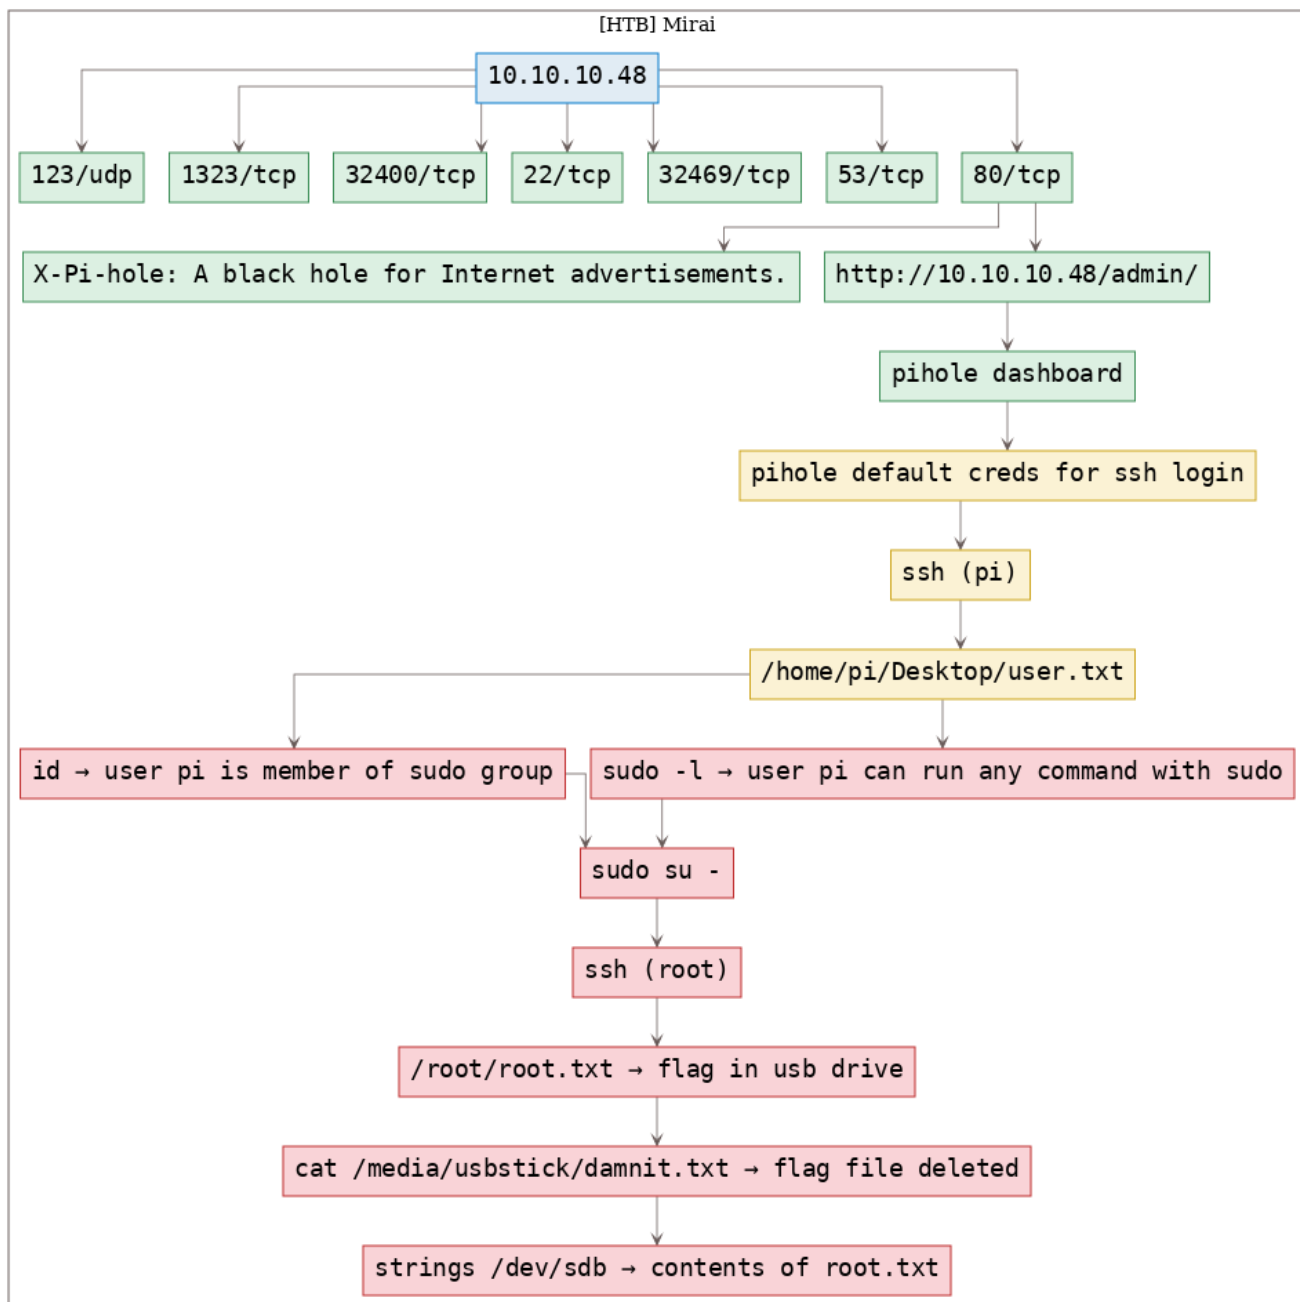 [HTB] Mirai
10.10.10.48
123/udp
1323/tcp
32400/tcp
22/tcp
32469/tcp
53/tcp
80/tcp
X-Pi-hole: A black hole for Internet advertisements.
http://10.10.10.48/admin/
pihole dashboard
pihole default creds for ssh login
ssh (pi)
/home/pi/Desktop/user.txt
id → user pi is member of sudo group
sudo -l → user pi can run any command with sudo
sudo su -
ssh (root)
/root/root.txt → flag in usb drive
cat /media/usbstick/damnit.txt → flag file deleted
strings /dev/sdb → contents of root.txt